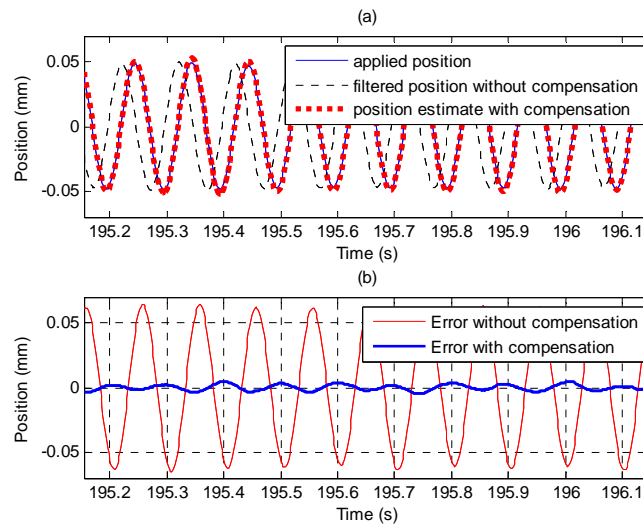 (a)
0.05
0
-0.05
Position (mm)
applied position
filtered position without compensation
position estimate with compensation
195.2 195.3 195.4 195.5 195.6 195.7 195.8 195.9 196 196.1
Time (s)
(b)
0.05
0
-0.05
Position (mm)
Error without compensation
Error with compensation
195.2 195.3 195.4 195.5 195.6 195.7 195.8 195.9 196 196.1
Time (s)